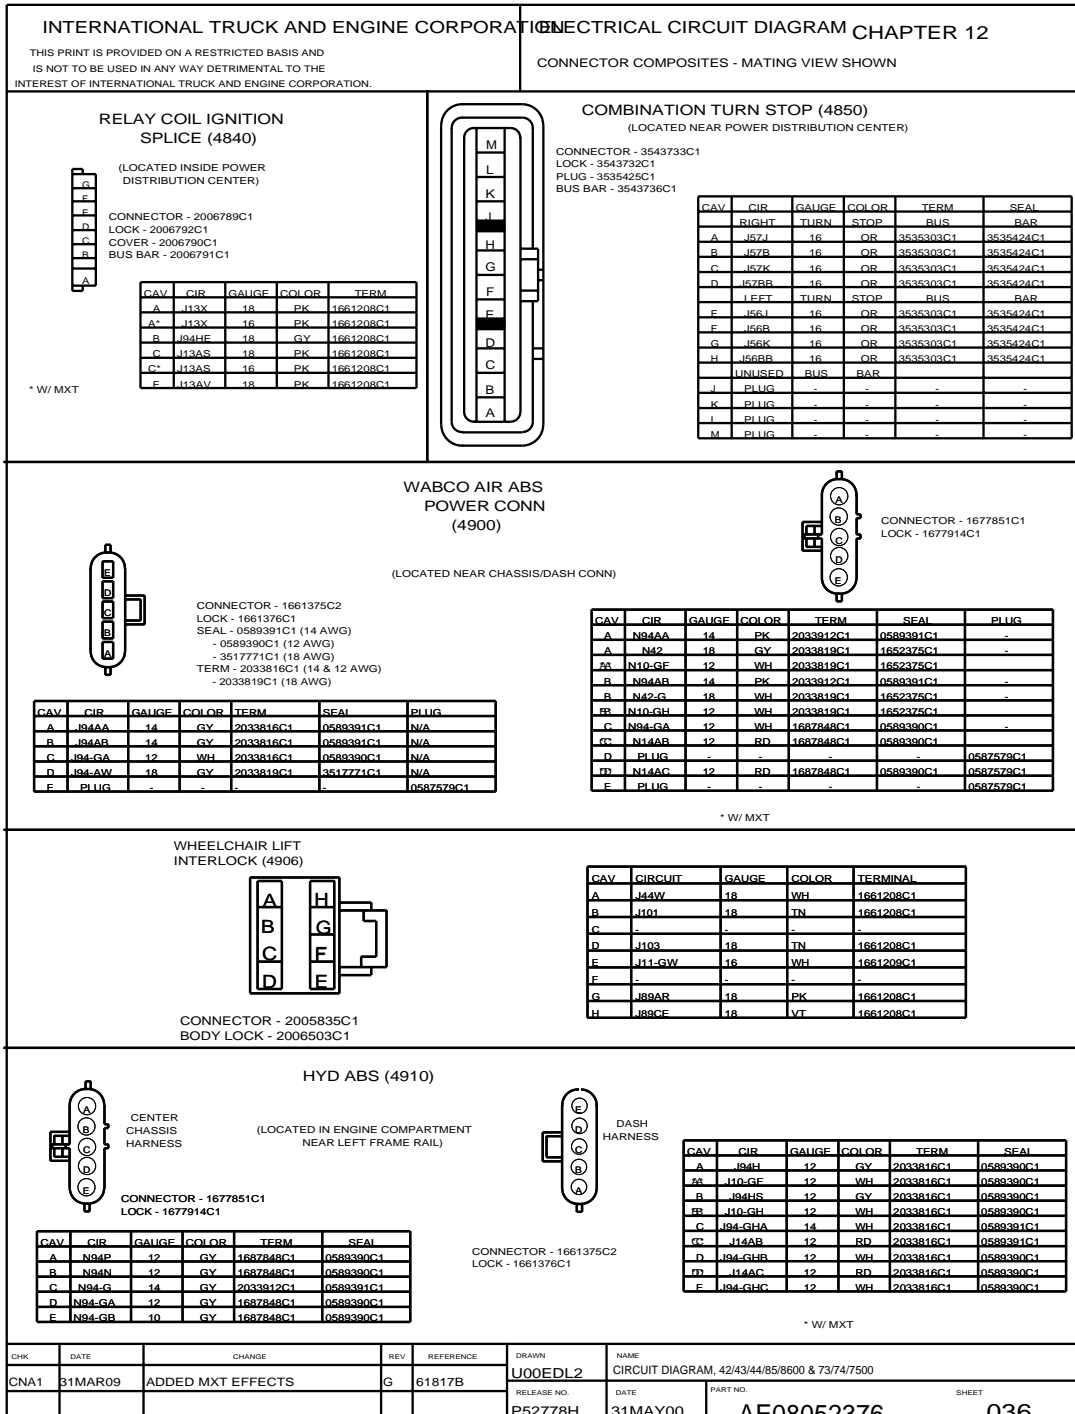 INTERNATIONAL TRUCK AND ENGINE CORPORATION
THIS PRINT IS PROVIDED ON A RESTRICTED BASIS AND
IS NOT TO BE USED IN ANY WAY DETRIMENTAL TO THE
INTEREST OF INTERNATIONAL TRUCK AND ENGINE CORPORATION.
ELECTRICAL CIRCUIT DIAGRAM CHAPTER 12
CONNECTOR COMPOSITES - MATING VIEW SHOWN
RELAY COIL IGNITION
SPLICE (4840)
(LOCATED INSIDE POWER
DISTRIBUTION CENTER)
G
F
E
D
C
B
A
CONNECTOR - 2006789C1
LOCK - 2006792C1
COVER - 2006790C1
BUS BAR - 2006791C1
CAV CIR GAUGE COLOR TERM
A J13X 18 PK 1661208C1
A* J13X 16 PK 1661208C1
B J94HE 18 GY 1661208C1
C J13AS 18 PK 1661208C1
C* J13AS 16 PK 1661208C1
F J13AV 18 PK 1661208C1
* W/ MXT
COMBINATION TURN STOP (4850)
(LOCATED NEAR POWER DISTRIBUTION CENTER)
M
L
K
J
H
G
F
E
D
C
B
A
CONNECTOR - 3543733C1
LOCK - 3543732C1
PLUG - 3535425C1
BUS BAR - 3543736C1
CAV CIR GAUGE COLOR TERM SEAL
RIGHT TURN STOP BUS BAR
A J57J 16 OR 3535303C1 3535424C1
B J57B 16 OR 3535303C1 3535424C1
C J57K 16 OR 3535303C1 3535424C1
D J57BB 16 OR 3535303C1 3535424C1
LEFT TURN STOP BUS BAR
E J56J 16 OR 3535303C1 3535424C1
F J56B 16 OR 3535303C1 3535424C1
G J56K 16 OR 3535303C1 3535424C1
H J56BB 16 OR 3535303C1 3535424C1
UNUSED BUS BAR
J PLUG - - - -
K PLUG - - - -
L PLUG - - - -
M PLUG - - - -
WABCO AIR ABS
POWER CONN
(4900)
(LOCATED NEAR CHASSIS/DASH CONN)
E
D
C
B
A
CONNECTOR - 1661375C2
LOCK - 1661376C1
SEAL - 0589391C1 (14 AWG)
- 0589390C1 (12 AWG)
- 3517771C1 (18 AWG)
TERM - 2033816C1 (14 & 12 AWG)
- 2033819C1 (18 AWG)
CAV CIR GAUGE COLOR TERM SEAL PLUG
A J94AA 14 GY 2033816C1 0589391C1 N/A
B J94AB 14 GY 2033816C1 0589391C1 N/A
C J94-GA 12 WH 2033816C1 0589390C1 N/A
D J94-AW 18 GY 2033819C1 3517771C1 N/A
E PLUG - - - - 0587579C1
A
B
C
D
E
CONNECTOR - 1677851C1
LOCK - 1677914C1
CAV CIR GAUGE COLOR TERM SEAL PLUG
A N94AA 14 PK 2033912C1 0589391C1 -
A N42 18 GY 2033819C1 1652375C1 -
N10-GF 12 WH 2033819C1 1652375C1
B N94AB 14 PK 2033912C1 0589391C1 -
B N42-G 18 WH 2033819C1 1652375C1 -
N10-GH 12 WH 2033819C1 1652375C1
C N94-GA 12 WH 1687848C1 0589390C1 -
N14AB 12 RD 1687848C1 0589390C1
D PLUG - - - - 0587579C1
N14AC 12 RD 1687848C1 0589390C1 0587579C1
E PLUG - - - - 0587579C1
* W/ MXT
WHEELCHAIR LIFT
INTERLOCK (4906)
A H
B G
C F
D E
CONNECTOR - 2005835C1
BODY LOCK - 2006503C1
CAV CIRCUIT GAUGE COLOR TERMINAL
A J44W 18 WH 1661208C1
B J101 18 TN 1661208C1
C - - - -
D J103 18 TN 1661208C1
E J11-GW 16 WH 1661209C1
F - - - -
G J89AR 18 PK 1661208C1
H J89CE 18 VT 1661208C1
HYD ABS (4910)
(LOCATED IN ENGINE COMPARTMENT
NEAR LEFT FRAME RAIL)
A
B
C
D
E
CENTER
CHASSIS
HARNESS
CONNECTOR - 1677851C1
LOCK - 1677914C1
CAV CIR GAUGE COLOR TERM SEAL
A N94P 12 GY 1687848C1 0589390C1
B N94N 12 GY 1687848C1 0589390C1
C N94-G 14 GY 2033912C1 0589391C1
D N94-GA 12 GY 1687848C1 0589390C1
E N94-GB 10 GY 1687848C1 0589390C1
E
D
C
B
A
DASH
HARNESS
CONNECTOR - 1661375C2
LOCK - 1661376C1
CAV CIR GAUGE COLOR TERM SEAL
A J94H 12 GY 2033816C1 0589390C1
J10-GF 12 WH 2033816C1 0589390C1
B J94HS 12 GY 2033816C1 0589390C1
J10-GH 12 WH 2033816C1 0589390C1
C J94-GHA 14 WH 2033816C1 0589391C1
J14AB 12 RD 2033816C1 0589391C1
D J94-GHB 12 WH 2033816C1 0589390C1
J14AC 12 RD 2033816C1 0589390C1
E J94-GHC 12 WH 2033816C1 0589390C1
* W/ MXT
CHK DATE CHANGE REV REFERENCE
CNA1 31MAR09 ADDED MXT EFFECTS G 61817B
DRAWN
U00EDL2
NAME
CIRCUIT DIAGRAM, 42/43/44/85/8600 & 73/74/7500
RELEASE NO.
P52778H
DATE
31MAY00
PART NO.
AE08052376
SHEET
036